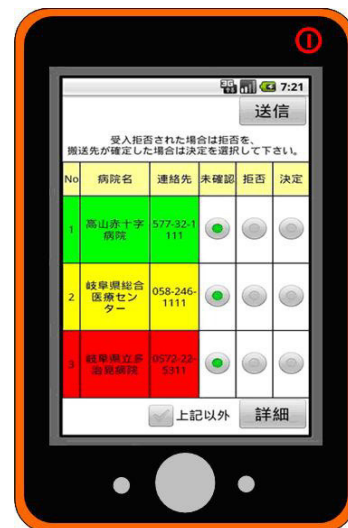 3G 7:21
送信
受入拒否された場合は拒否を、
搬送先が確定した場合は決定を選択して下さい。
No 病院名 連絡先 未確認 拒否 決定
1 高山赤十字 577-32-1
病院 111
2 岐阜県総合 058-246-
医療セン 1111
ター
3 岐阜県立多 0572-22-
治見病院 5311
上記以外 詳細